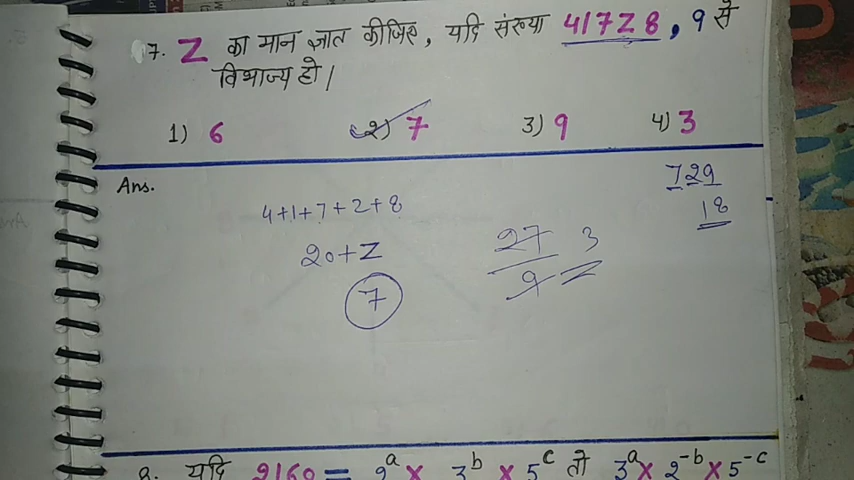 7. Z का मान ज्ञात कीजिए, यदि संख्या 417Z8, 9 से
विभाज्य हो।
1) 6 2) 7 3) 9 4) 3
Ans.
729
18
4+1+7+Z+8
20+Z
7
27 3
9
8. यदि 2160 = 2^a × 3^b × 5^c तो 3^a × 2^-b × 5^-c